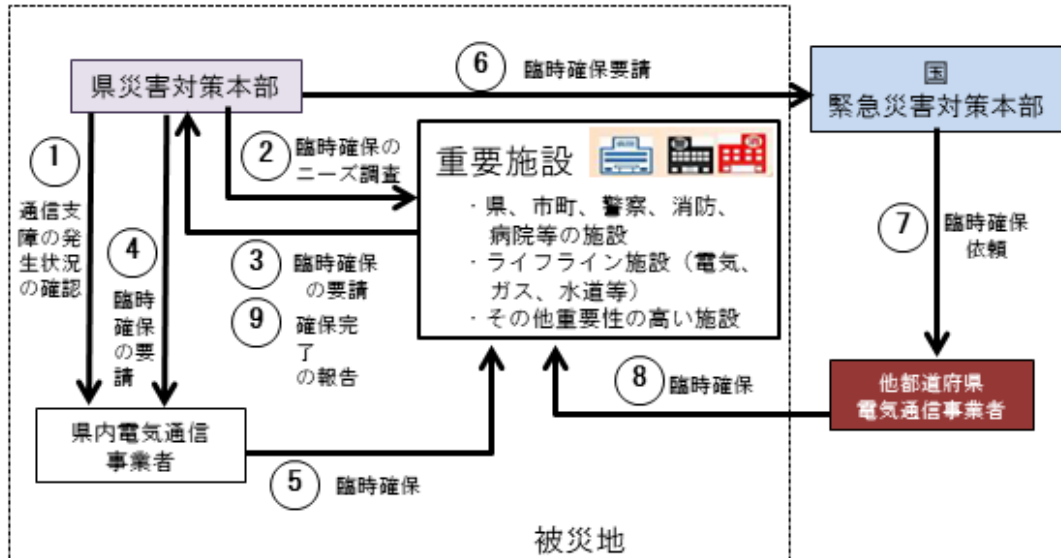 県災害対策本部
⑥ 臨時確保要請
国
緊急災害対策本部
①
通信支
障の発
生状況
の確認
④
臨時
確保
の要
請
② 臨時確保の
ニーズ調査
重要施設
・県、市町、警察、消防、
病院等の施設
・ライフライン施設（電気、
ガス、水道等）
・その他重要性の高い施設
③ 臨時確保
の要請
⑨ 確保完
了
の報告
⑦ 臨時確保
依頼
⑧ 臨時確保
他都道府県
電気通信事業者
県内電気通信
事業者
⑤ 臨時確保
被災地